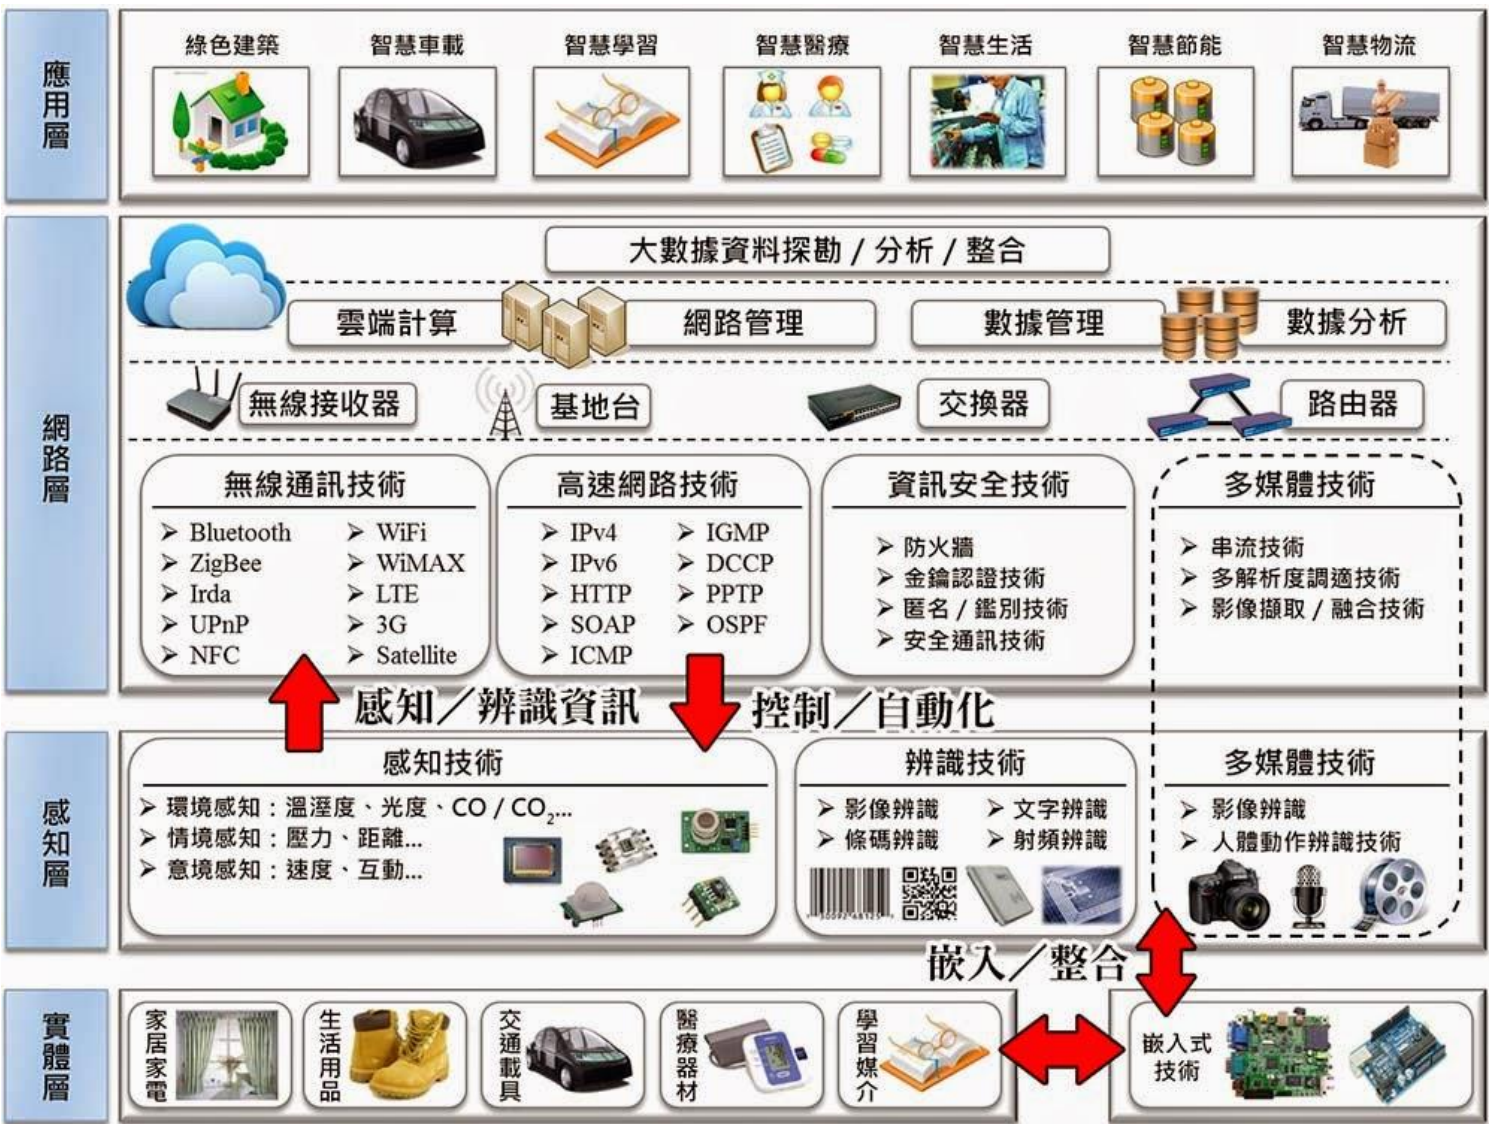 應用層
綠色建築
智慧車載
智慧學習
智慧醫療
智慧生活
智慧節能
智慧物流
網路層
大數據資料探勘 / 分析 / 整合
雲端計算
網路管理
數據管理
數據分析
無線接收器
基地台
交換器
路由器
無線通訊技術
➢ Bluetooth
➢ ZigBee
➢ Irda
➢ UPnP
➢ NFC
➢ WiFi
➢ WiMAX
➢ LTE
➢ 3G
➢ Satellite
高速網路技術
➢ IPv4
➢ IPv6
➢ HTTP
➢ SOAP
➢ ICMP
➢ IGMP
➢ DCCP
➢ PPTP
➢ OSPF
資訊安全技術
➢ 防火牆
➢ 金鑰認證技術
➢ 匿名 / 鑑別技術
➢ 安全通訊技術
多媒體技術
➢ 串流技術
➢ 多解析度調適技術
➢ 影像擷取 / 融合技術
感知／辨識資訊
控制／自動化
感知層
感知技術
➢ 環境感知：溫溼度、光度、CO / CO₂...
➢ 情境感知：壓力、距離...
➢ 意境感知：速度、互動...
辨識技術
➢ 影像辨識
➢ 條碼辨識
➢ 文字辨識
➢ 射頻辨識
多媒體技術
➢ 影像辨識
➢ 人體動作辨識技術
嵌入／整合
實體層
家居家電
生活用品
交通載具
醫療器材
學習媒介
嵌入式
技術